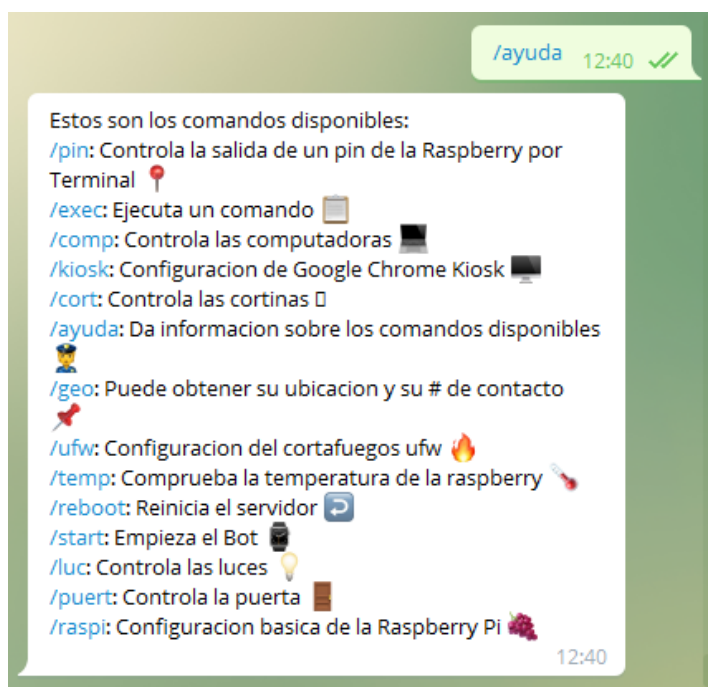 /ayuda 12:40
Estos son los comandos disponibles:
/pin: Controla la salida de un pin de la Raspberry por
Terminal 📍
/exec: Ejecuta un comando 📋
/comp: Controla las computadoras 💻
/kiosk: Configuracion de Google Chrome Kiosk 🖥️
/cort: Controla las cortinas ▯
/ayuda: Da informacion sobre los comandos disponibles
👮
/geo: Puede obtener su ubicacion y su # de contacto
📌
/ufw: Configuracion del cortafuegos ufw 🔥
/temp: Comprueba la temperatura de la raspberry 🌡️
/reboot: Reinicia el servidor ↩️
/start: Empieza el Bot ⌚
/luc: Controla las luces 💡
/puert: Controla la puerta 🚪
/raspi: Configuracion basica de la Raspberry Pi 🍇
12:40